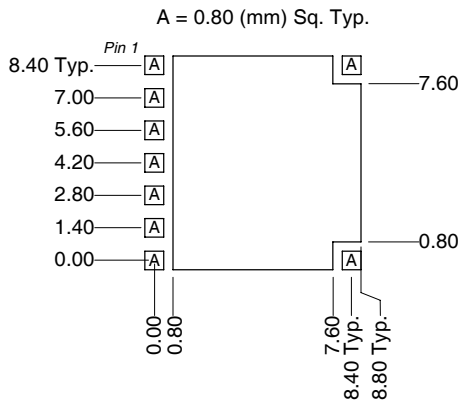 A = 0.80 (mm) Sq. Typ.
Pin 1
8.40 Typ. A A
7.00 A 7.60
5.60 A
4.20 A
2.80 A
1.40 A 0.80
0.00 A A
0.00
0.80
7.60
8.40 Typ.
8.80 Typ.